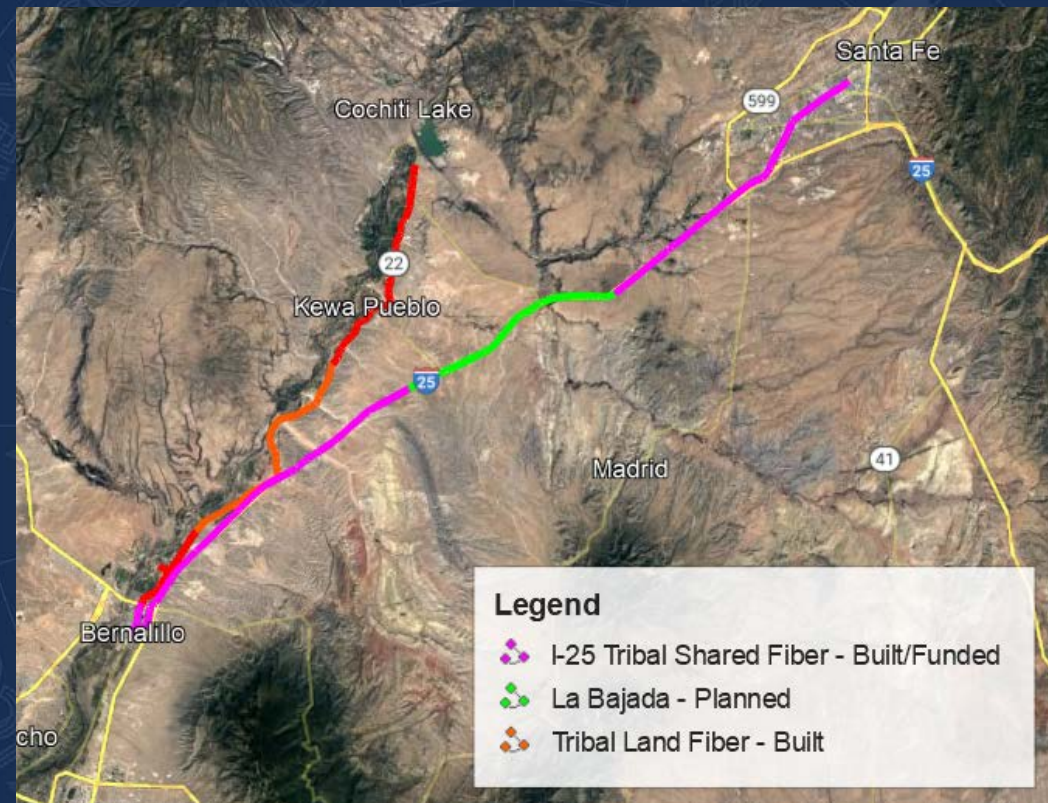 Santa Fe
599
Cochiti Lake
25
22
Kewa Pueblo
25
Madrid
41
Bernalillo
cho
Legend
I-25 Tribal Shared Fiber - Built/Funded
La Bajada - Planned
Tribal Land Fiber - Built